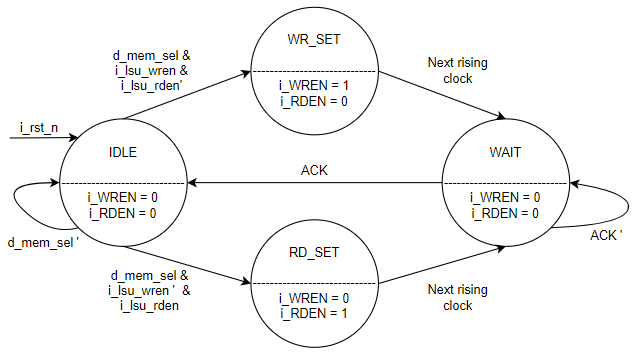 WR_SET
i_WREN = 1
i_RDEN = 0
d_mem_sel &
i_lsu_wren &
i_lsu_rden'
Next rising
clock
i_rst_n
IDLE
i_WREN = 0
i_RDEN = 0
ACK
WAIT
i_WREN = 0
i_RDEN = 0
d_mem_sel '
ACK '
d_mem_sel &
i_lsu_wren ' &
i_lsu_rden
RD_SET
i_WREN = 0
i_RDEN = 1
Next rising
clock